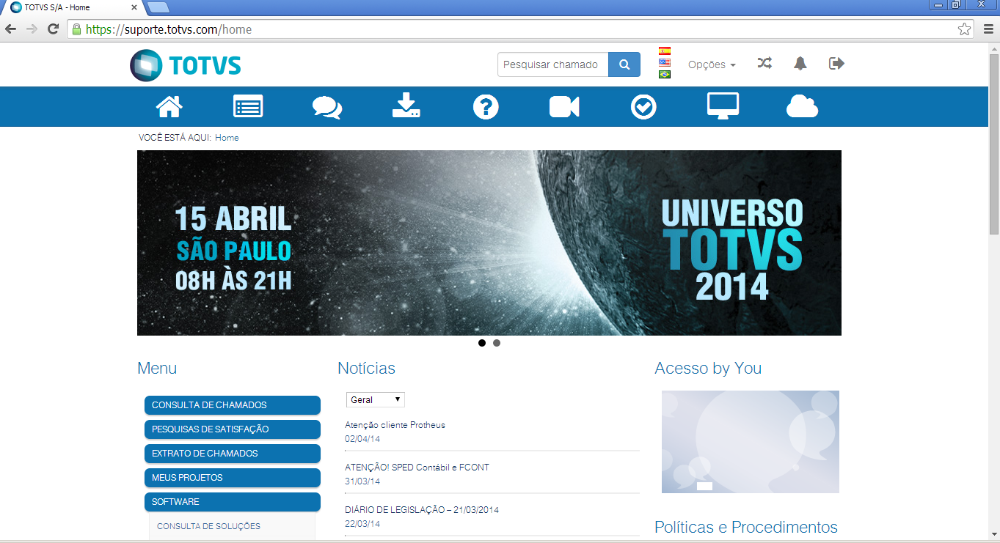 TOTVS S/A - Home
https://suporte.totvs.com/home
TOTVS
Pesquisar chamado
Opções
VOCÊ ESTÁ AQUI: Home
15 ABRIL
SÃO PAULO
08H ÀS 21H
UNIVERSO
TOTVS
2014
Menu
CONSULTA DE CHAMADOS
PESQUISAS DE SATISFAÇÃO
EXTRATO DE CHAMADOS
MEUS PROJETOS
SOFTWARE
CONSULTA DE SOLUÇÕES
Notícias
Geral
Atenção cliente Protheus
02/04/14
ATENÇÃO! SPED Contábil e FCONT
31/03/14
DIÁRIO DE LEGISLAÇÃO – 21/03/2014
22/03/14
Acesso by You
Políticas e Procedimentos